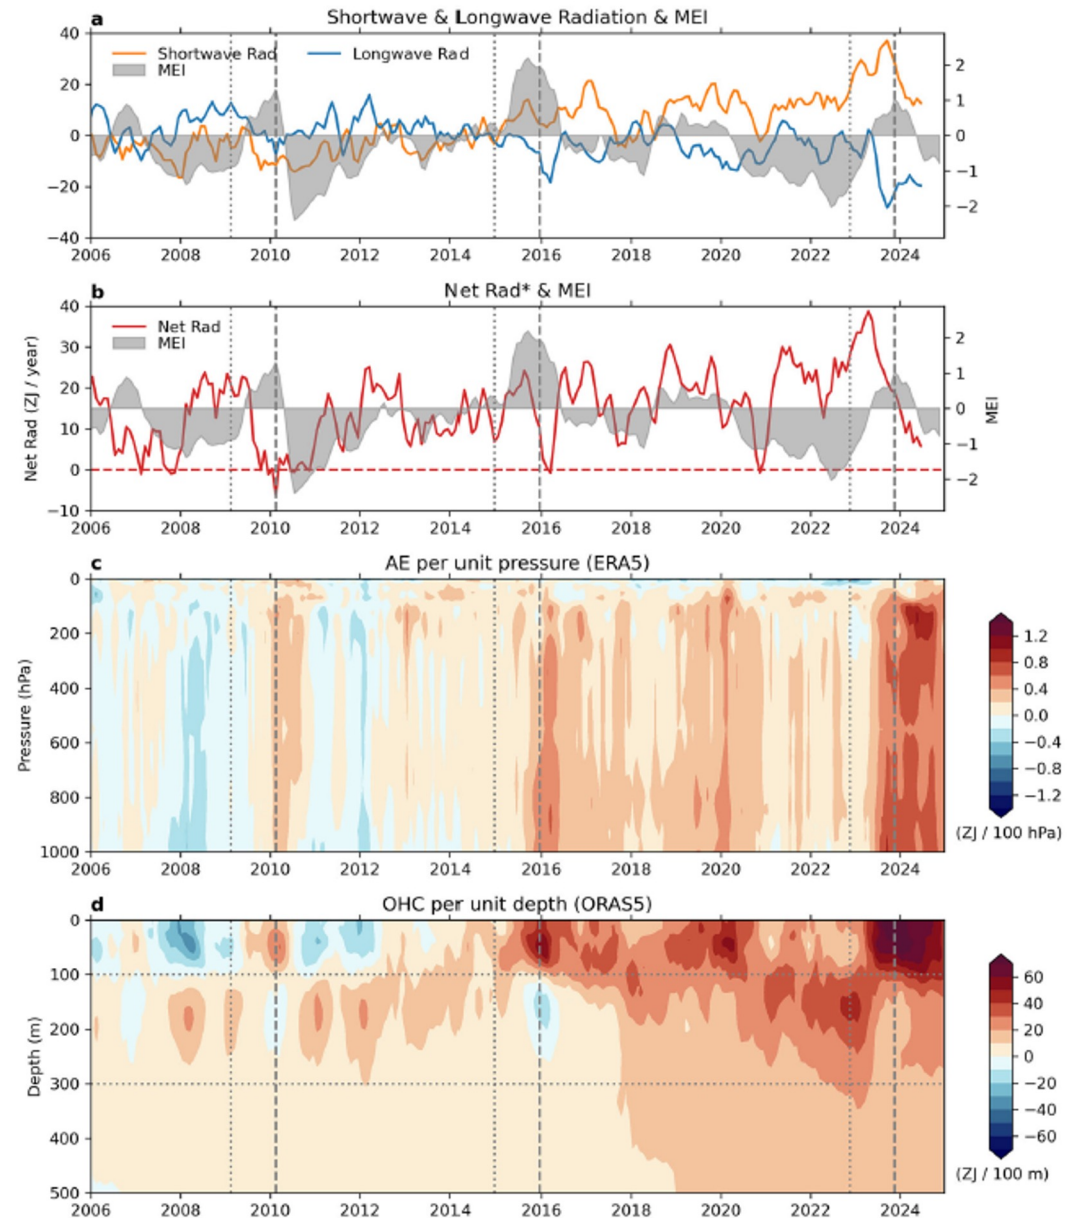 a Shortwave & Longwave Radiation & MEI
40
20
0
−20
−40
Shortwave Rad
Longwave Rad
MEI
2
1
0
−1
−2
2006 2008 2010 2012 2014 2016 2018 2020 2022 2024
b Net Rad* & MEI
Net Rad (ZJ / year)
40
30
20
10
0
−10
Net Rad
MEI
2
1
0
−1
−2
MEI
2006 2008 2010 2012 2014 2016 2018 2020 2022 2024
c AE per unit pressure (ERA5)
Pressure (hPa)
0
200
400
600
800
1000
2006 2008 2010 2012 2014 2016 2018 2020 2022 2024
1.2
0.8
0.4
0.0
−0.4
−0.8
−1.2
(ZJ / 100 hPa)
d OHC per unit depth (ORAS5)
Depth (m)
0
100
200
300
400
500
2006 2008 2010 2012 2014 2016 2018 2020 2022 2024
60
40
20
0
−20
−40
−60
(ZJ / 100 m)